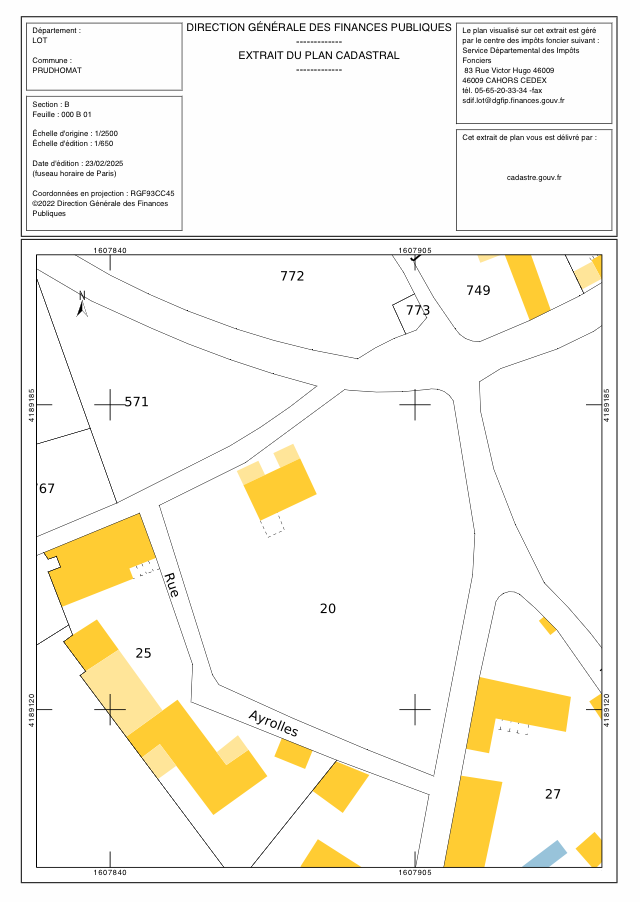 Département :
LOT
Commune :
PRUDHOMAT
Section : B
Feuille : 000 B 01
Échelle d'origine : 1/2500
Échelle d'édition : 1/650
Date d'édition : 23/02/2025
(fuseau horaire de Paris)
Coordonnées en projection : RGF93CC45
©2022 Direction Générale des Finances
Publiques
DIRECTION GÉNÉRALE DES FINANCES PUBLIQUES
-------------
EXTRAIT DU PLAN CADASTRAL
-------------
Le plan visualisé sur cet extrait est géré
par le centre des impôts foncier suivant :
Service Départemental des Impôts
Fonciers
83 Rue Victor Hugo 46009
46009 CAHORS CEDEX
tél. 05-65-20-33-34 -fax
sdif.lot@dgfip.finances.gouv.fr
Cet extrait de plan vous est délivré par :
cadastre.gouv.fr
1607840
1607905
772
749
N
773
4189185
571
4189185
67
Rue
20
25
4189120
Ayrolles
4189120
27
1607840
1607905